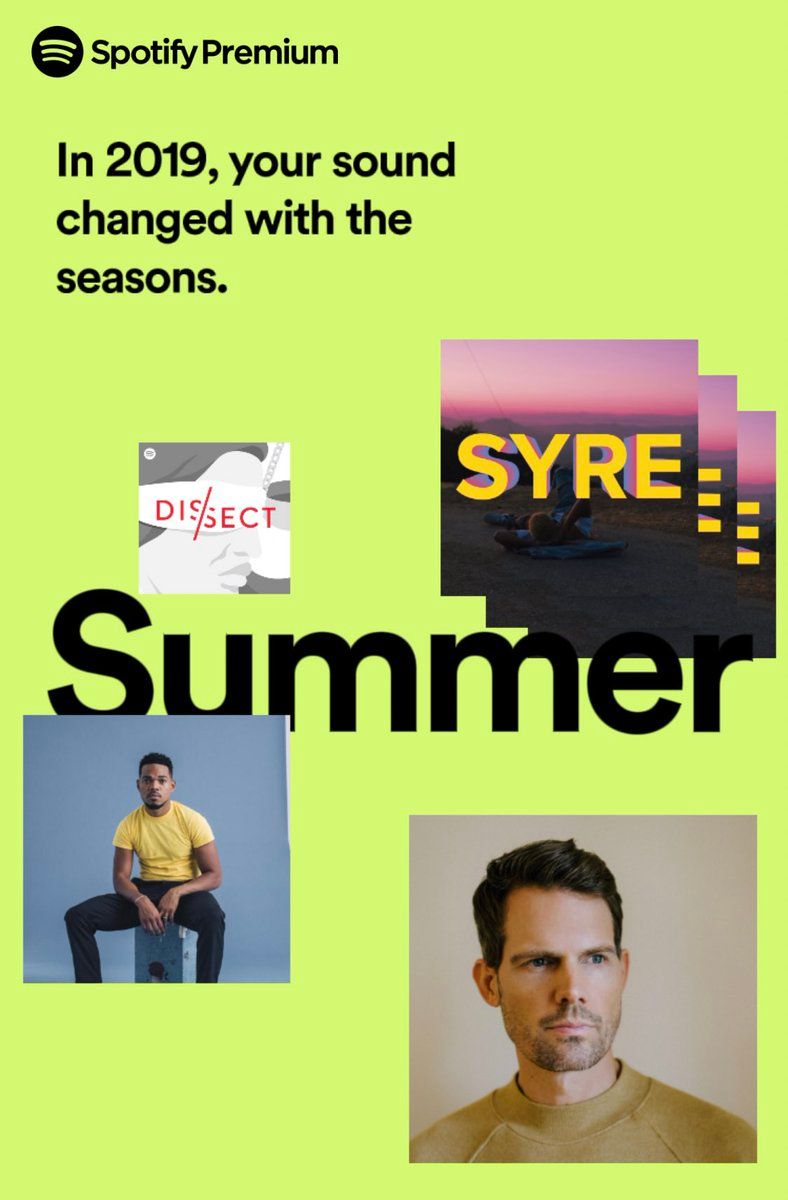 Spotify Premium
In 2019, your sound
changed with the
seasons.
SYRE
DISSECT
Summer